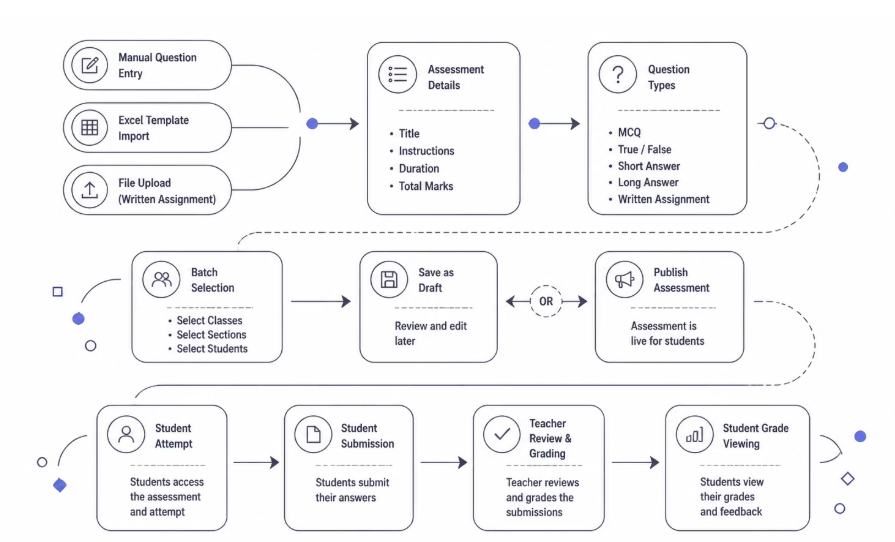 Manual Question
Entry
Excel Template
Import
File Upload
(Written Assignment)
Assessment
Details
• Title
• Instructions
• Duration
• Total Marks
?
Question
Types
• MCQ
• True / False
• Short Answer
• Long Answer
• Written Assignment
Batch
Selection
• Select Classes
• Select Sections
• Select Students
Save as
Draft
Review and edit
later
OR
Publish
Assessment
Assessment is
live for students
Student
Attempt
Students access
the assessment
and attempt
Student
Submission
Students submit
their answers
Teacher
Review &
Grading
Teacher reviews
and grades the
submissions
Student Grade
Viewing
Students view
their grades
and feedback